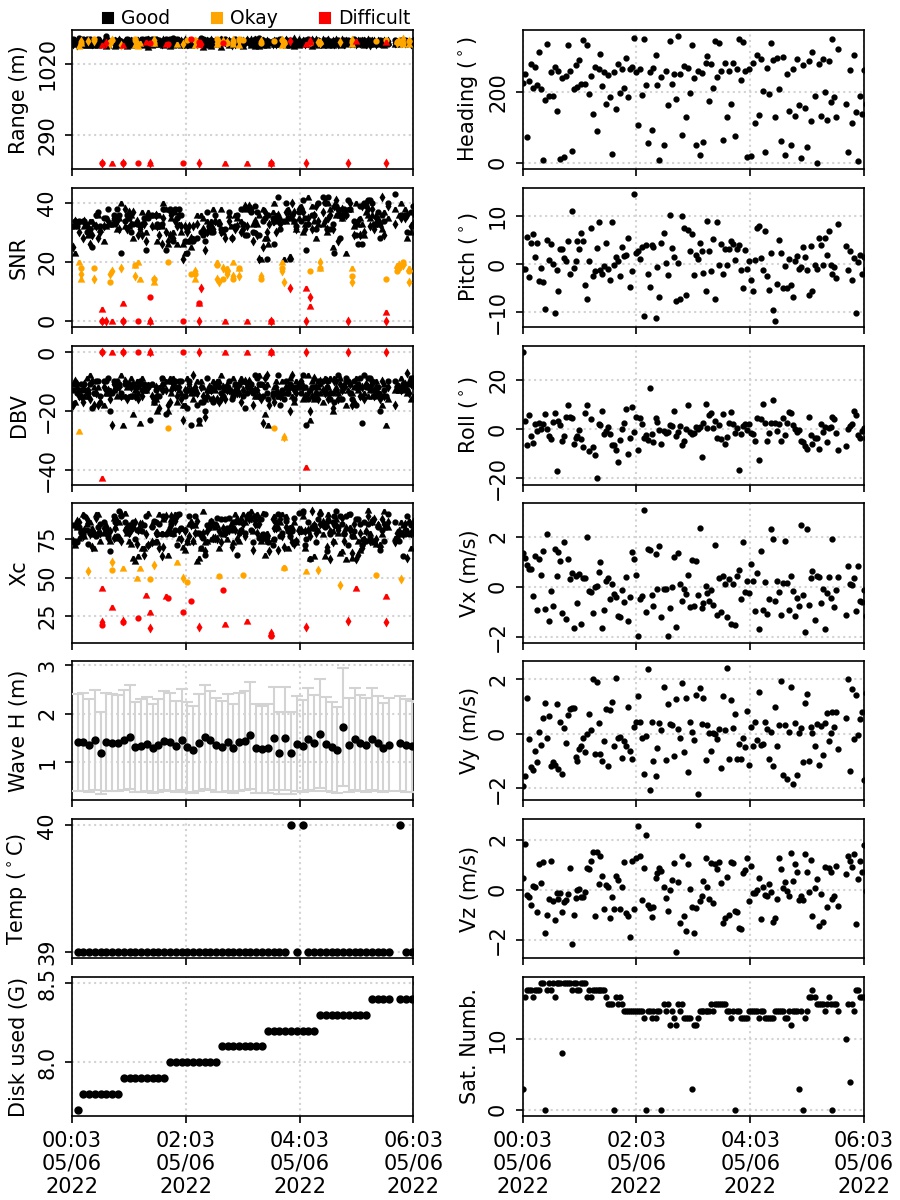 Good Okay Difficult
Range (m)
1020
290
SNR
40
20
0
DBV
0
−20
−40
Xc
75
50
25
Wave H (m)
3
2
1
Temp (°C)
40
39
Disk used (G)
8.5
8.0
00:03 02:03 04:03 06:03
05/06 05/06 05/06 05/06
2022 2022 2022 2022
Heading (°)
200
0
Pitch (°)
10
0
−10
Roll (°)
20
0
−20
Vx (m/s)
2
0
−2
Vy (m/s)
2
0
−2
Vz (m/s)
2
0
−2
Sat. Numb.
10
0
00:03 02:03 04:03 06:03
05/06 05/06 05/06 05/06
2022 2022 2022 2022